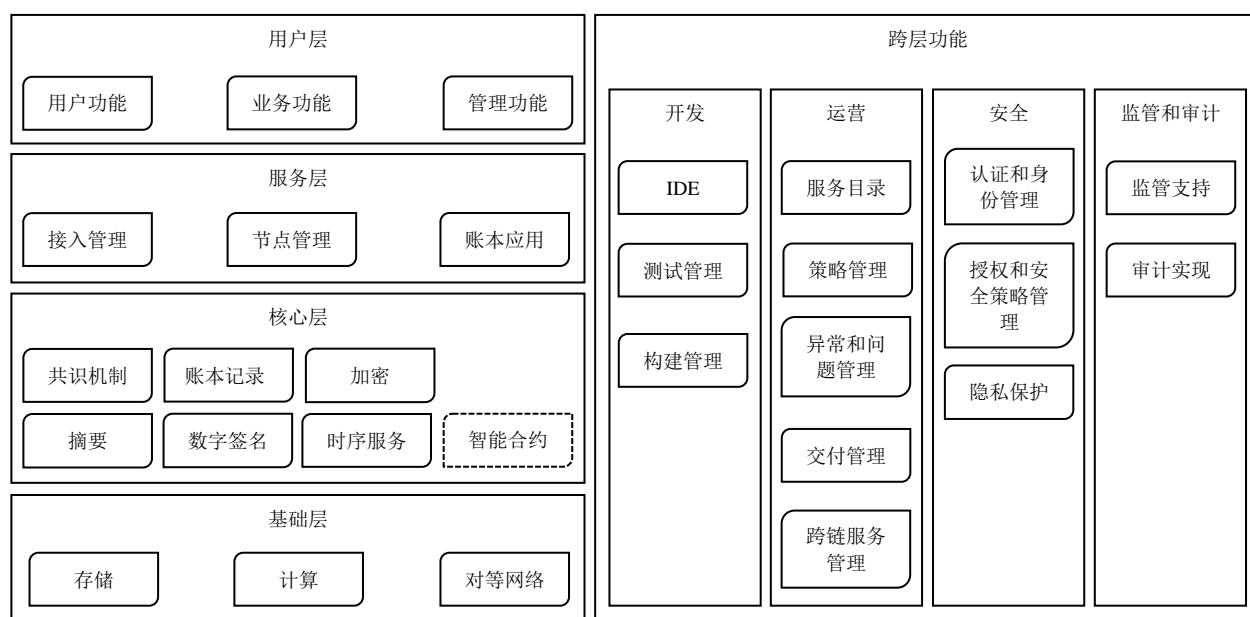 用户层
用户功能
业务功能
管理功能
服务层
接入管理
节点管理
账本应用
核心层
共识机制
账本记录
加密
摘要
数字签名
时序服务
智能合约
基础层
存储
计算
对等网络
跨层功能
开发
IDE
测试管理
构建管理
运营
服务目录
策略管理
异常和问
题管理
交付管理
跨链服务
管理
安全
认证和身
份管理
授权和安
全策略管
理
隐私保护
监管和审计
监管支持
审计实现